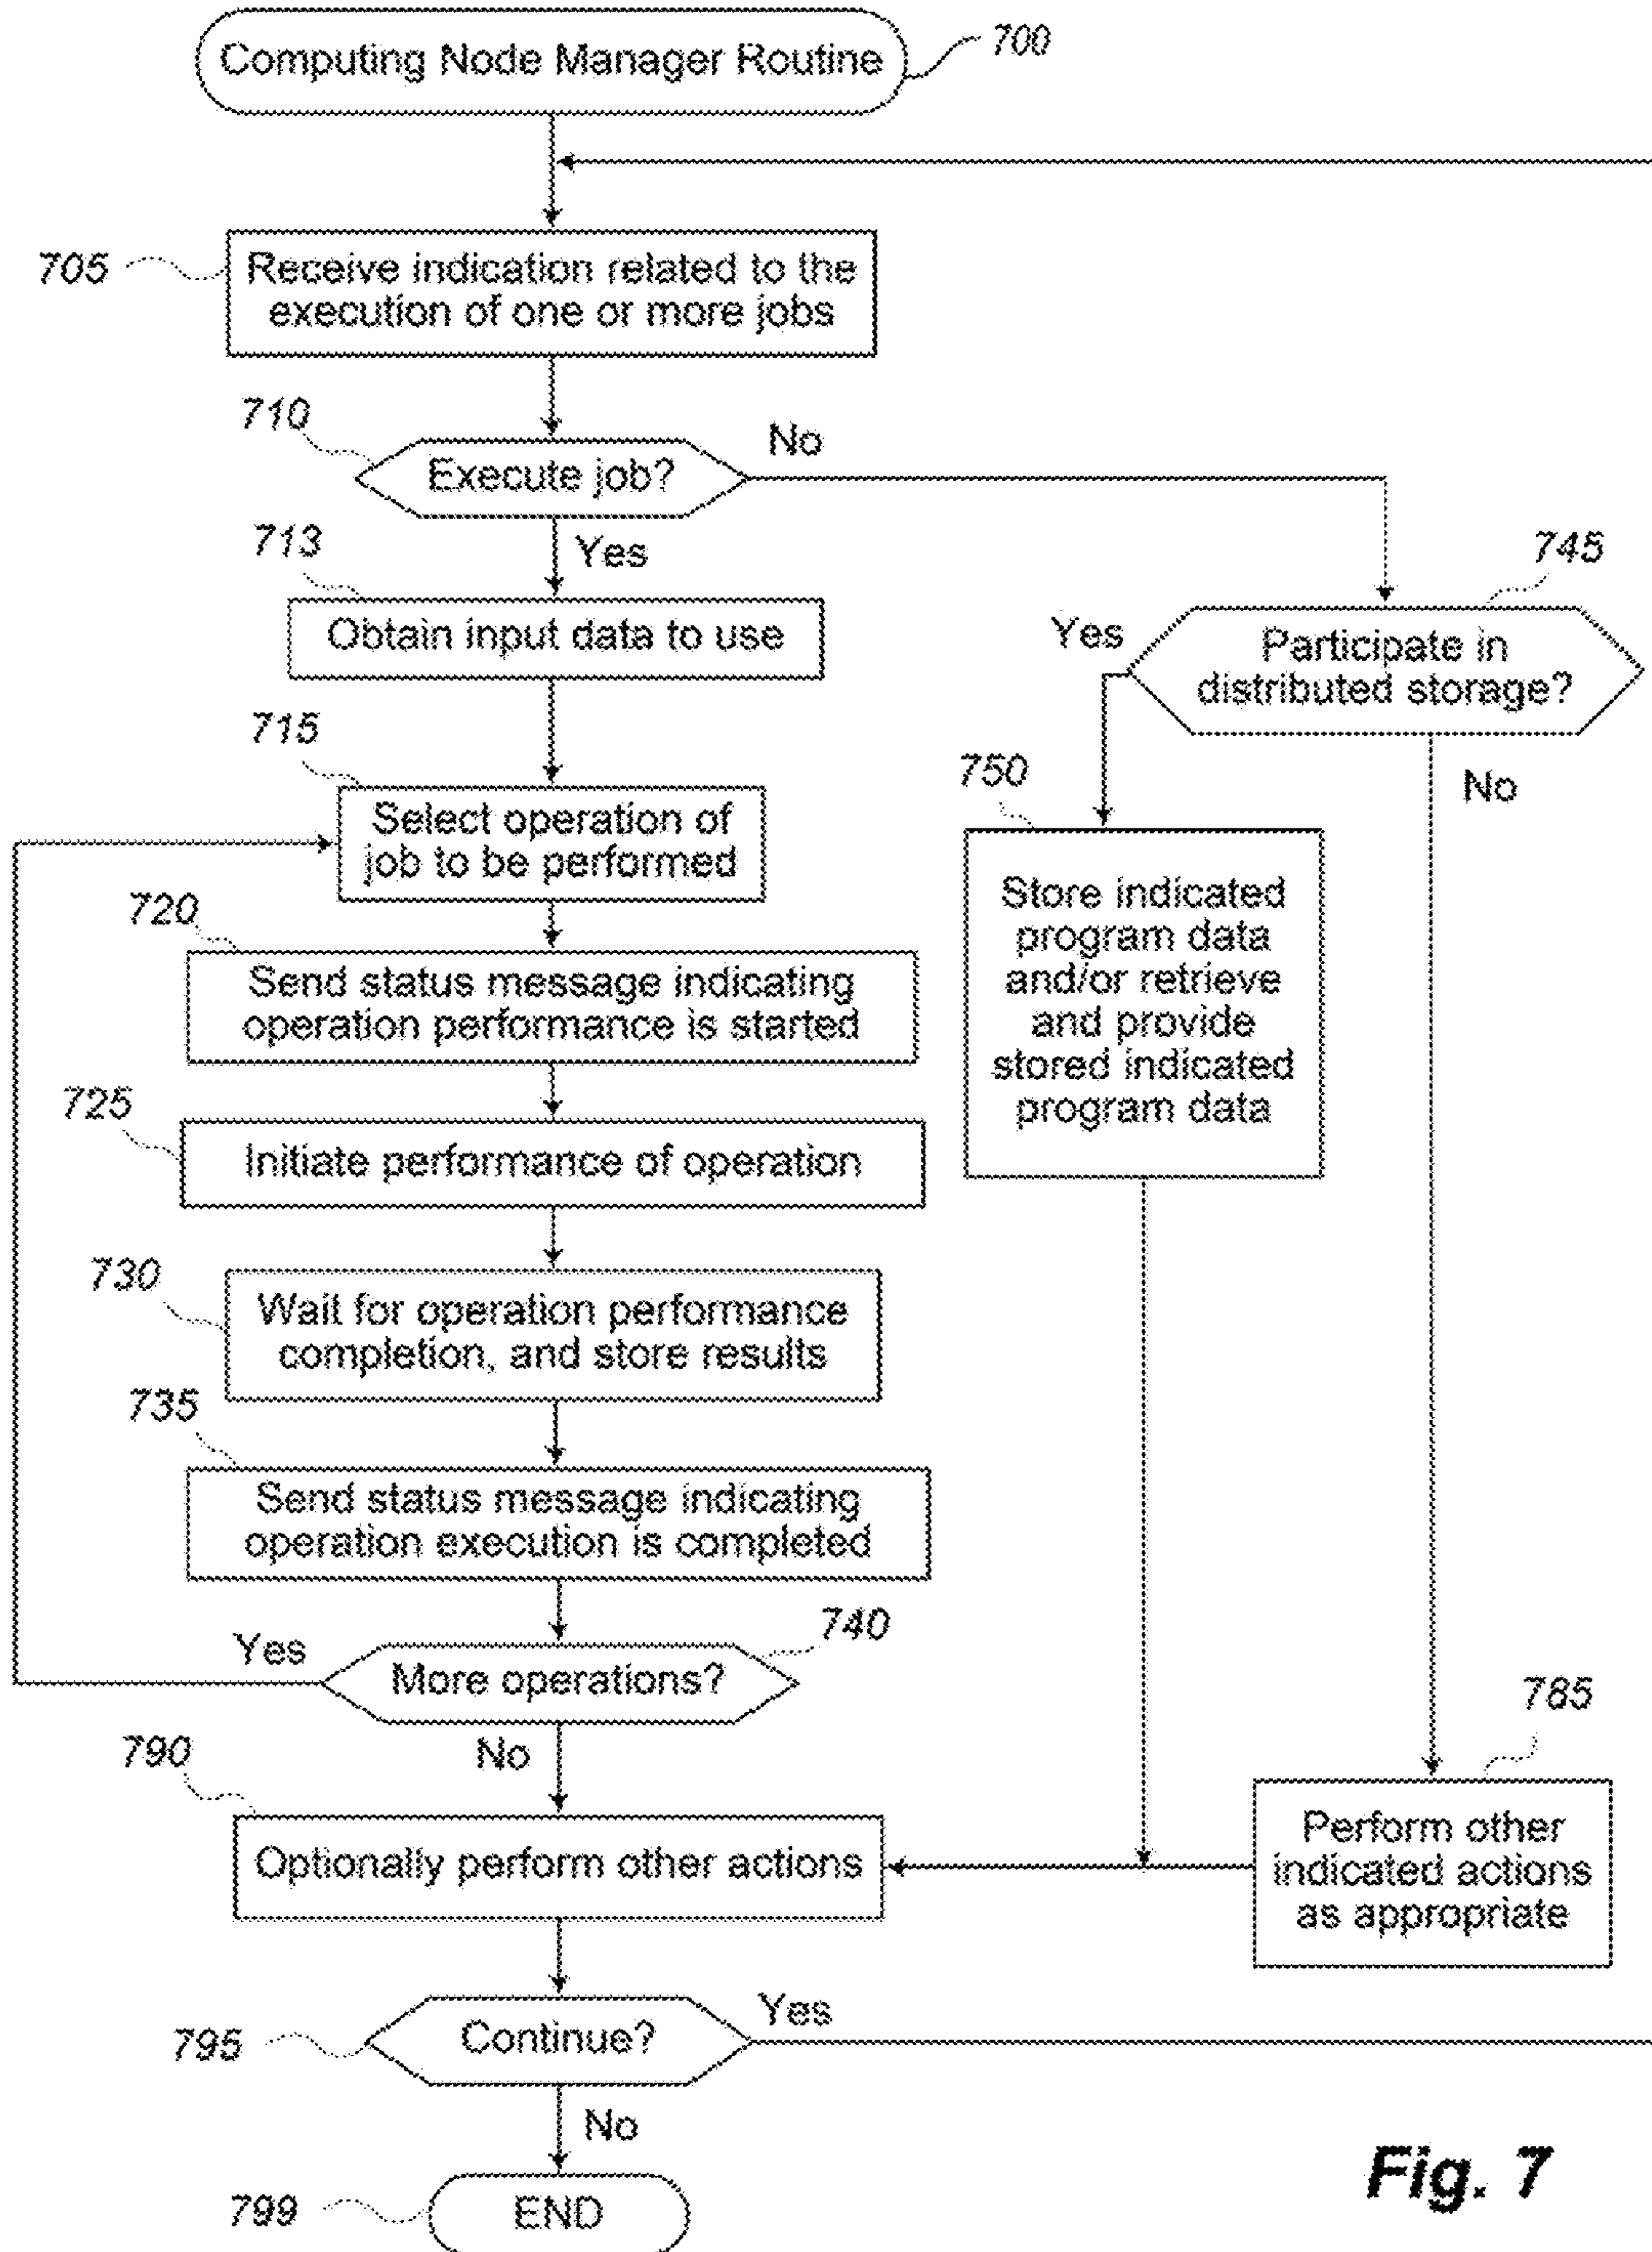 Computing Node Manager Routine
700
705
Receive indication related to the
execution of one or more jobs
710
Execute job?
No
Yes
713
Obtain input data to use
745
Yes
Participate in
distributed storage?
No
715
Select operation of
job to be performed
750
Store indicated
program data
and/or retrieve
and provide
stored indicated
program data
720
Send status message indicating
operation performance is started
725
Initiate performance of operation
730
Wait for operation performance
completion, and store results
735
Send status message indicating
operation execution is completed
740
Yes
More operations?
No
785
Perform other
indicated actions
as appropriate
790
Optionally perform other actions
795
Continue?
Yes
No
799
END
Fig. 7